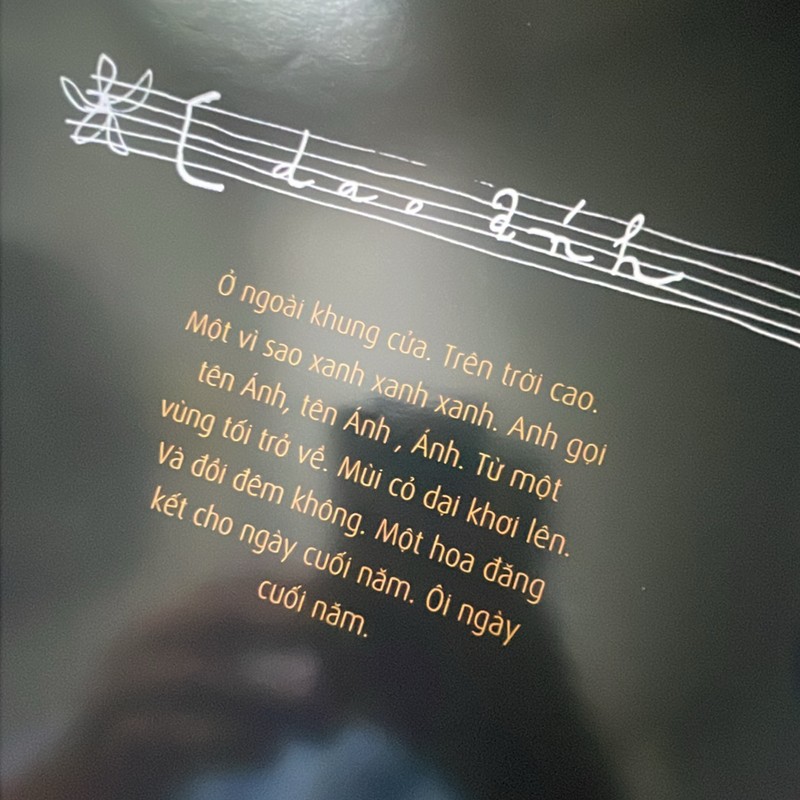 dao ánh
Ở ngoài khung cửa. Trên trời cao.
Một vì sao xanh xanh xanh. Anh gọi
tên Ánh, tên Ánh , Ánh. Từ một
vùng tối trở về. Mùi cỏ dại khơi lên.
Và đồi đêm không. Một hoa đăng
kết cho ngày cuối năm. Ôi ngày
cuối năm.